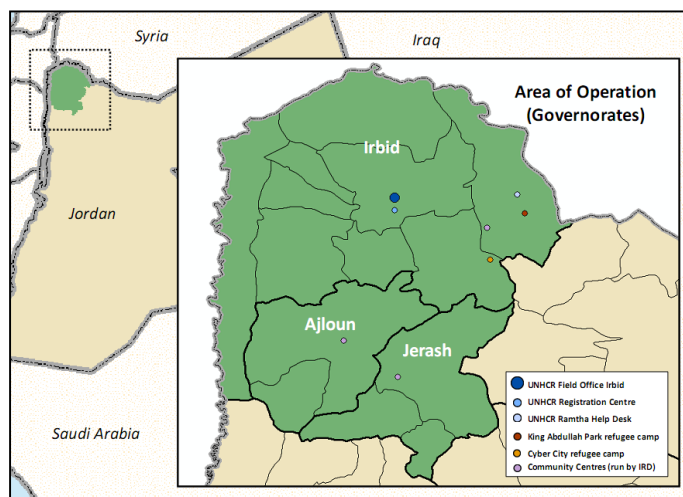 Syria
Iraq
Area of Operation
(Governorates)
Irbid
Jordan
Ajloun
Jerash
Saudi Arabia
UNHCR Field Office Irbid
UNHCR Registration Centre
UNHCR Ramtha Help Desk
King Abdullah Park refugee camp
Cyber City refugee camp
Community Centres (run by IRD)